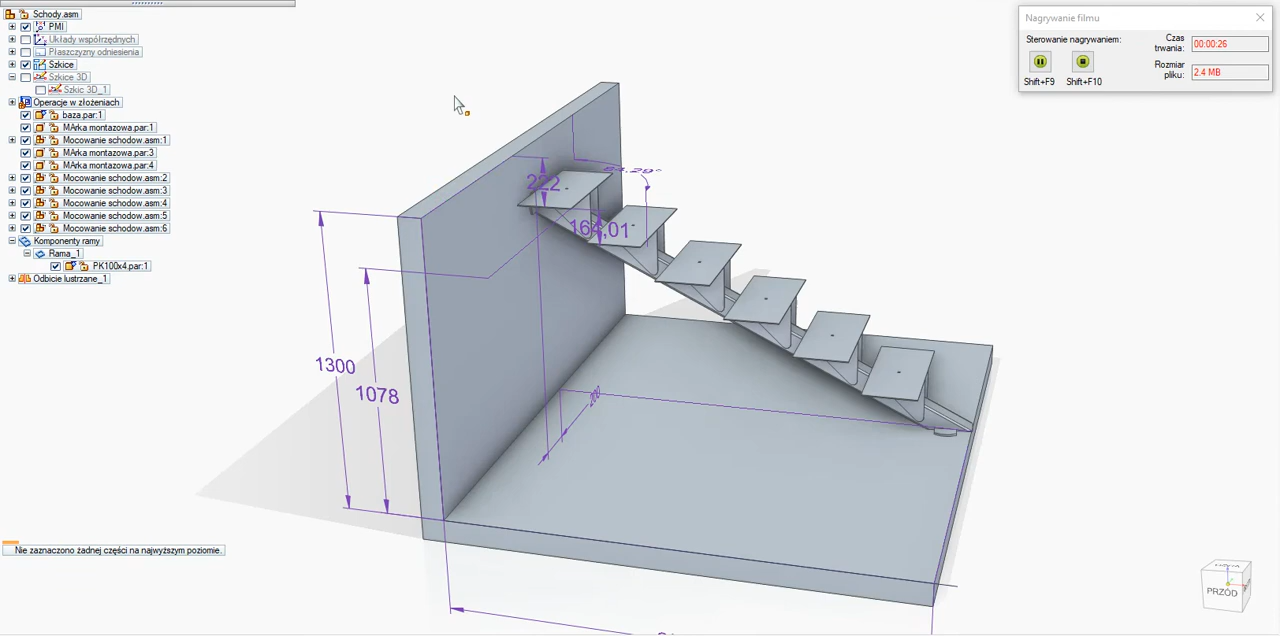 Schody.asm
PMI
Układy współrzędnych
Płaszczyzny odniesienia
Szkice
Szkice 3D
Szkic 3D_1
Operacje w złożeniach
baza.par:1
MArka montazowa.par:1
Mocowanie schodow.asm:1
MArka montazowa.par:3
MArka montazowa.par:4
Mocowanie schodow.asm:2
Mocowanie schodow.asm:3
Mocowanie schodow.asm:4
Mocowanie schodow.asm:5
Mocowanie schodow.asm:6
Komponenty ramy
Rama_1
PK100x4.par:1
Odbicie lustrzane_1
Nie zaznaczono żadnej części na najwyższym poziomie.
222
164,01
1300
1078
Nagrywanie filmu
Sterowanie nagrywaniem:
Shift+F9
Shift+F10
Czas
trwania:
00:00:26
Rozmiar
pliku:
2.4 MB
PRZÓD